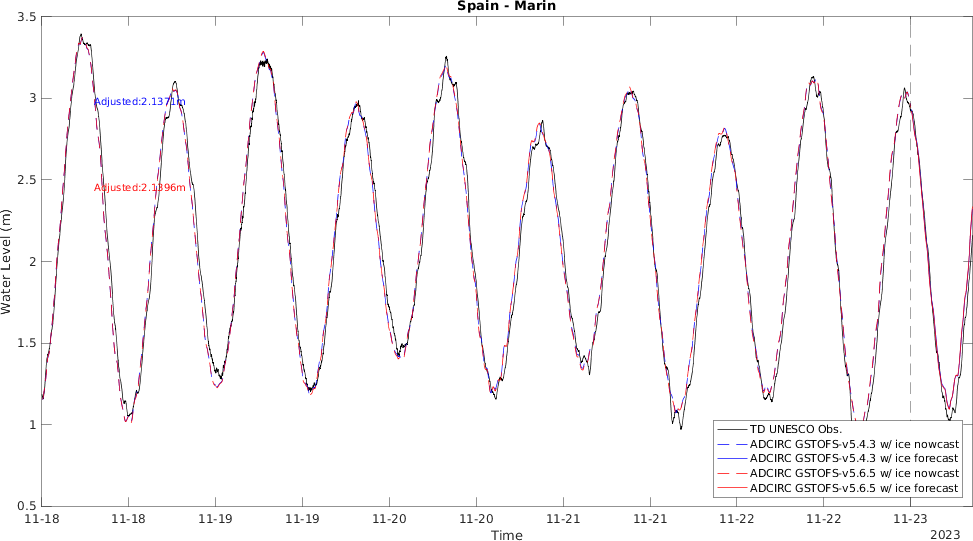 Spain - Marin
3.5
3
2.5
2
1.5
1
0.5
Water Level (m)
Adjusted:2.1371m
Adjusted:2.1396m
TD UNESCO Obs.
ADCIRC GSTOFS-v5.4.3 w/ ice nowcast
ADCIRC GSTOFS-v5.4.3 w/ ice forecast
ADCIRC GSTOFS-v5.6.5 w/ ice nowcast
ADCIRC GSTOFS-v5.6.5 w/ ice forecast
11-18 11-18 11-19 11-19 11-20 11-20 11-21 11-21 11-22 11-22 11-23
Time
2023